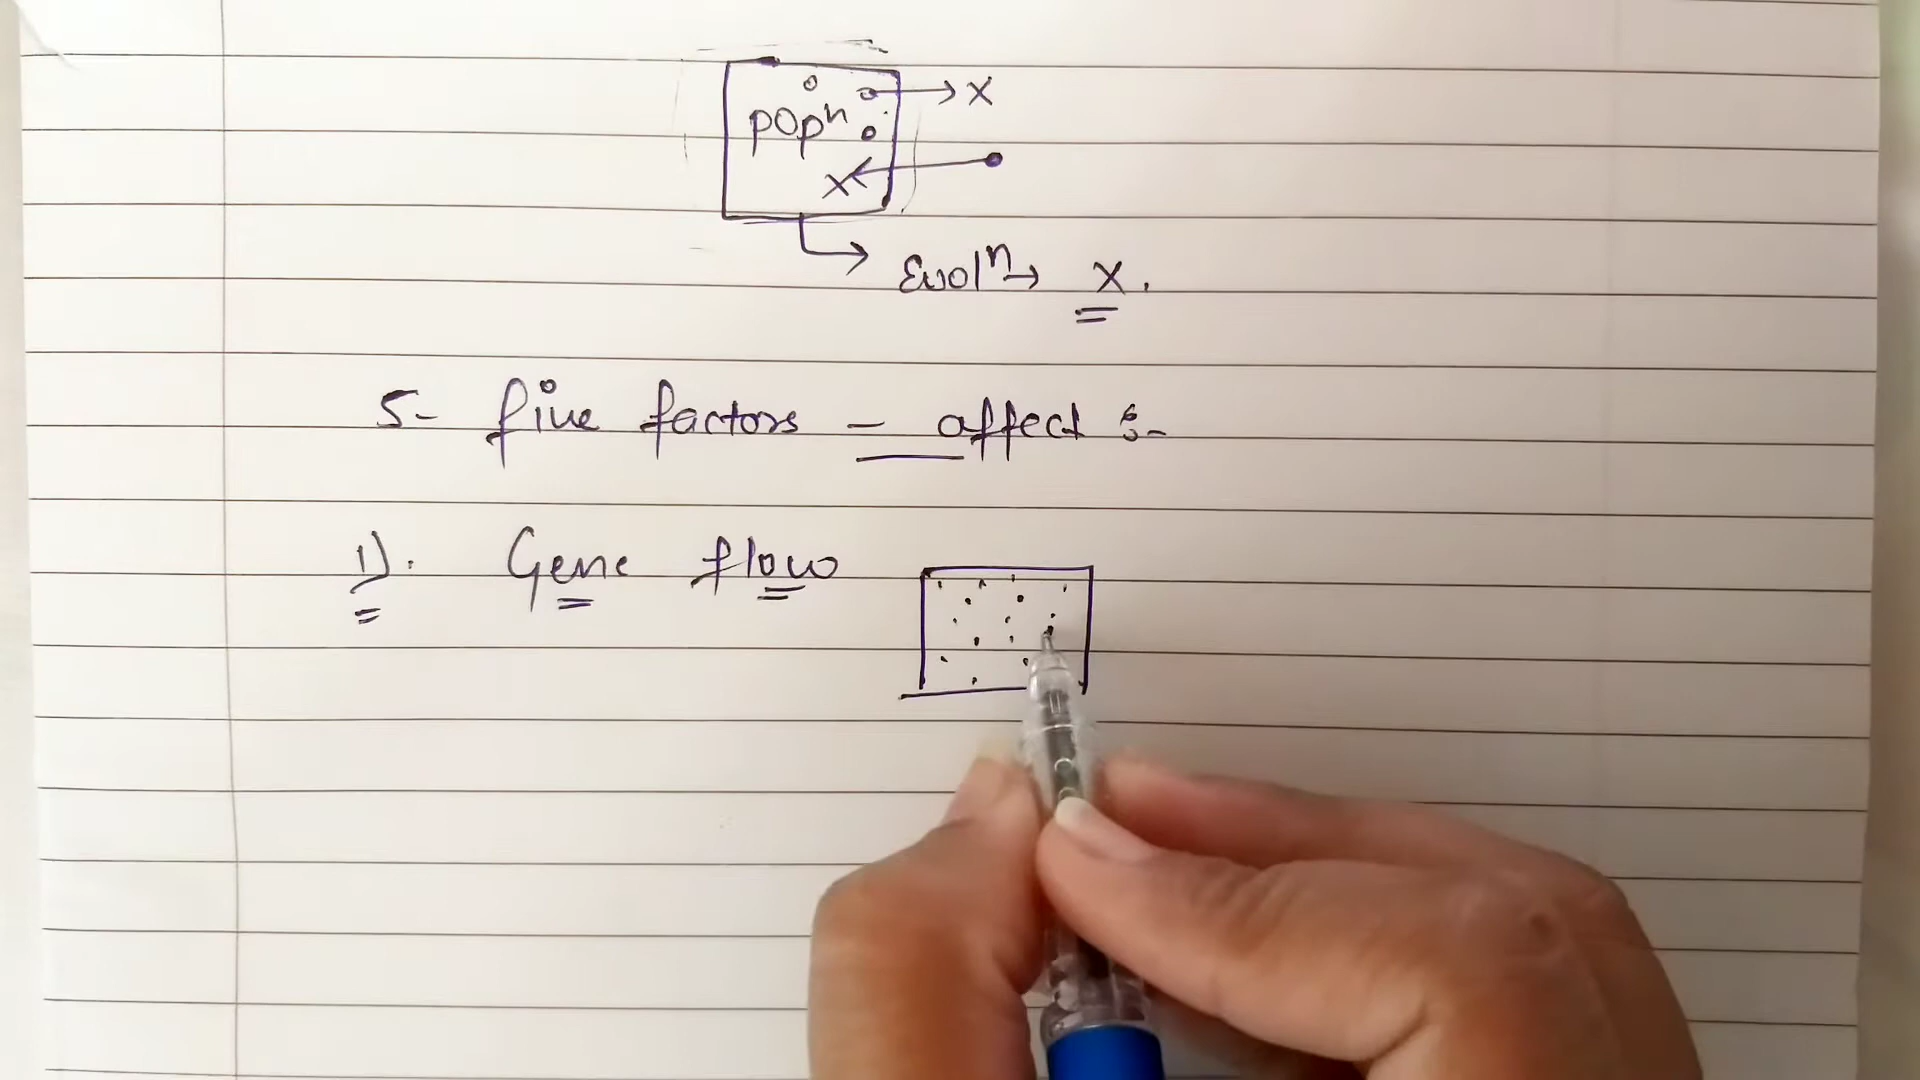 → X
popⁿ
X
Evolⁿ → X.
5- five factors - affect :-
1). Gene flow